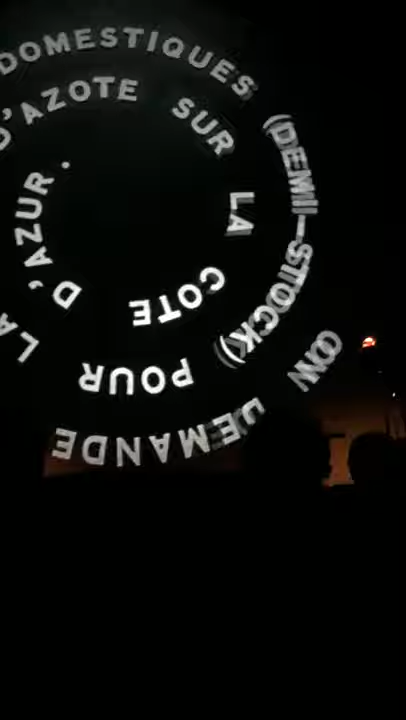 ON DEMANDE
DOMESTIQUES (DEMI-STOCK)
POUR LA
D'AZOTE SUR LA COTE D'AZUR.